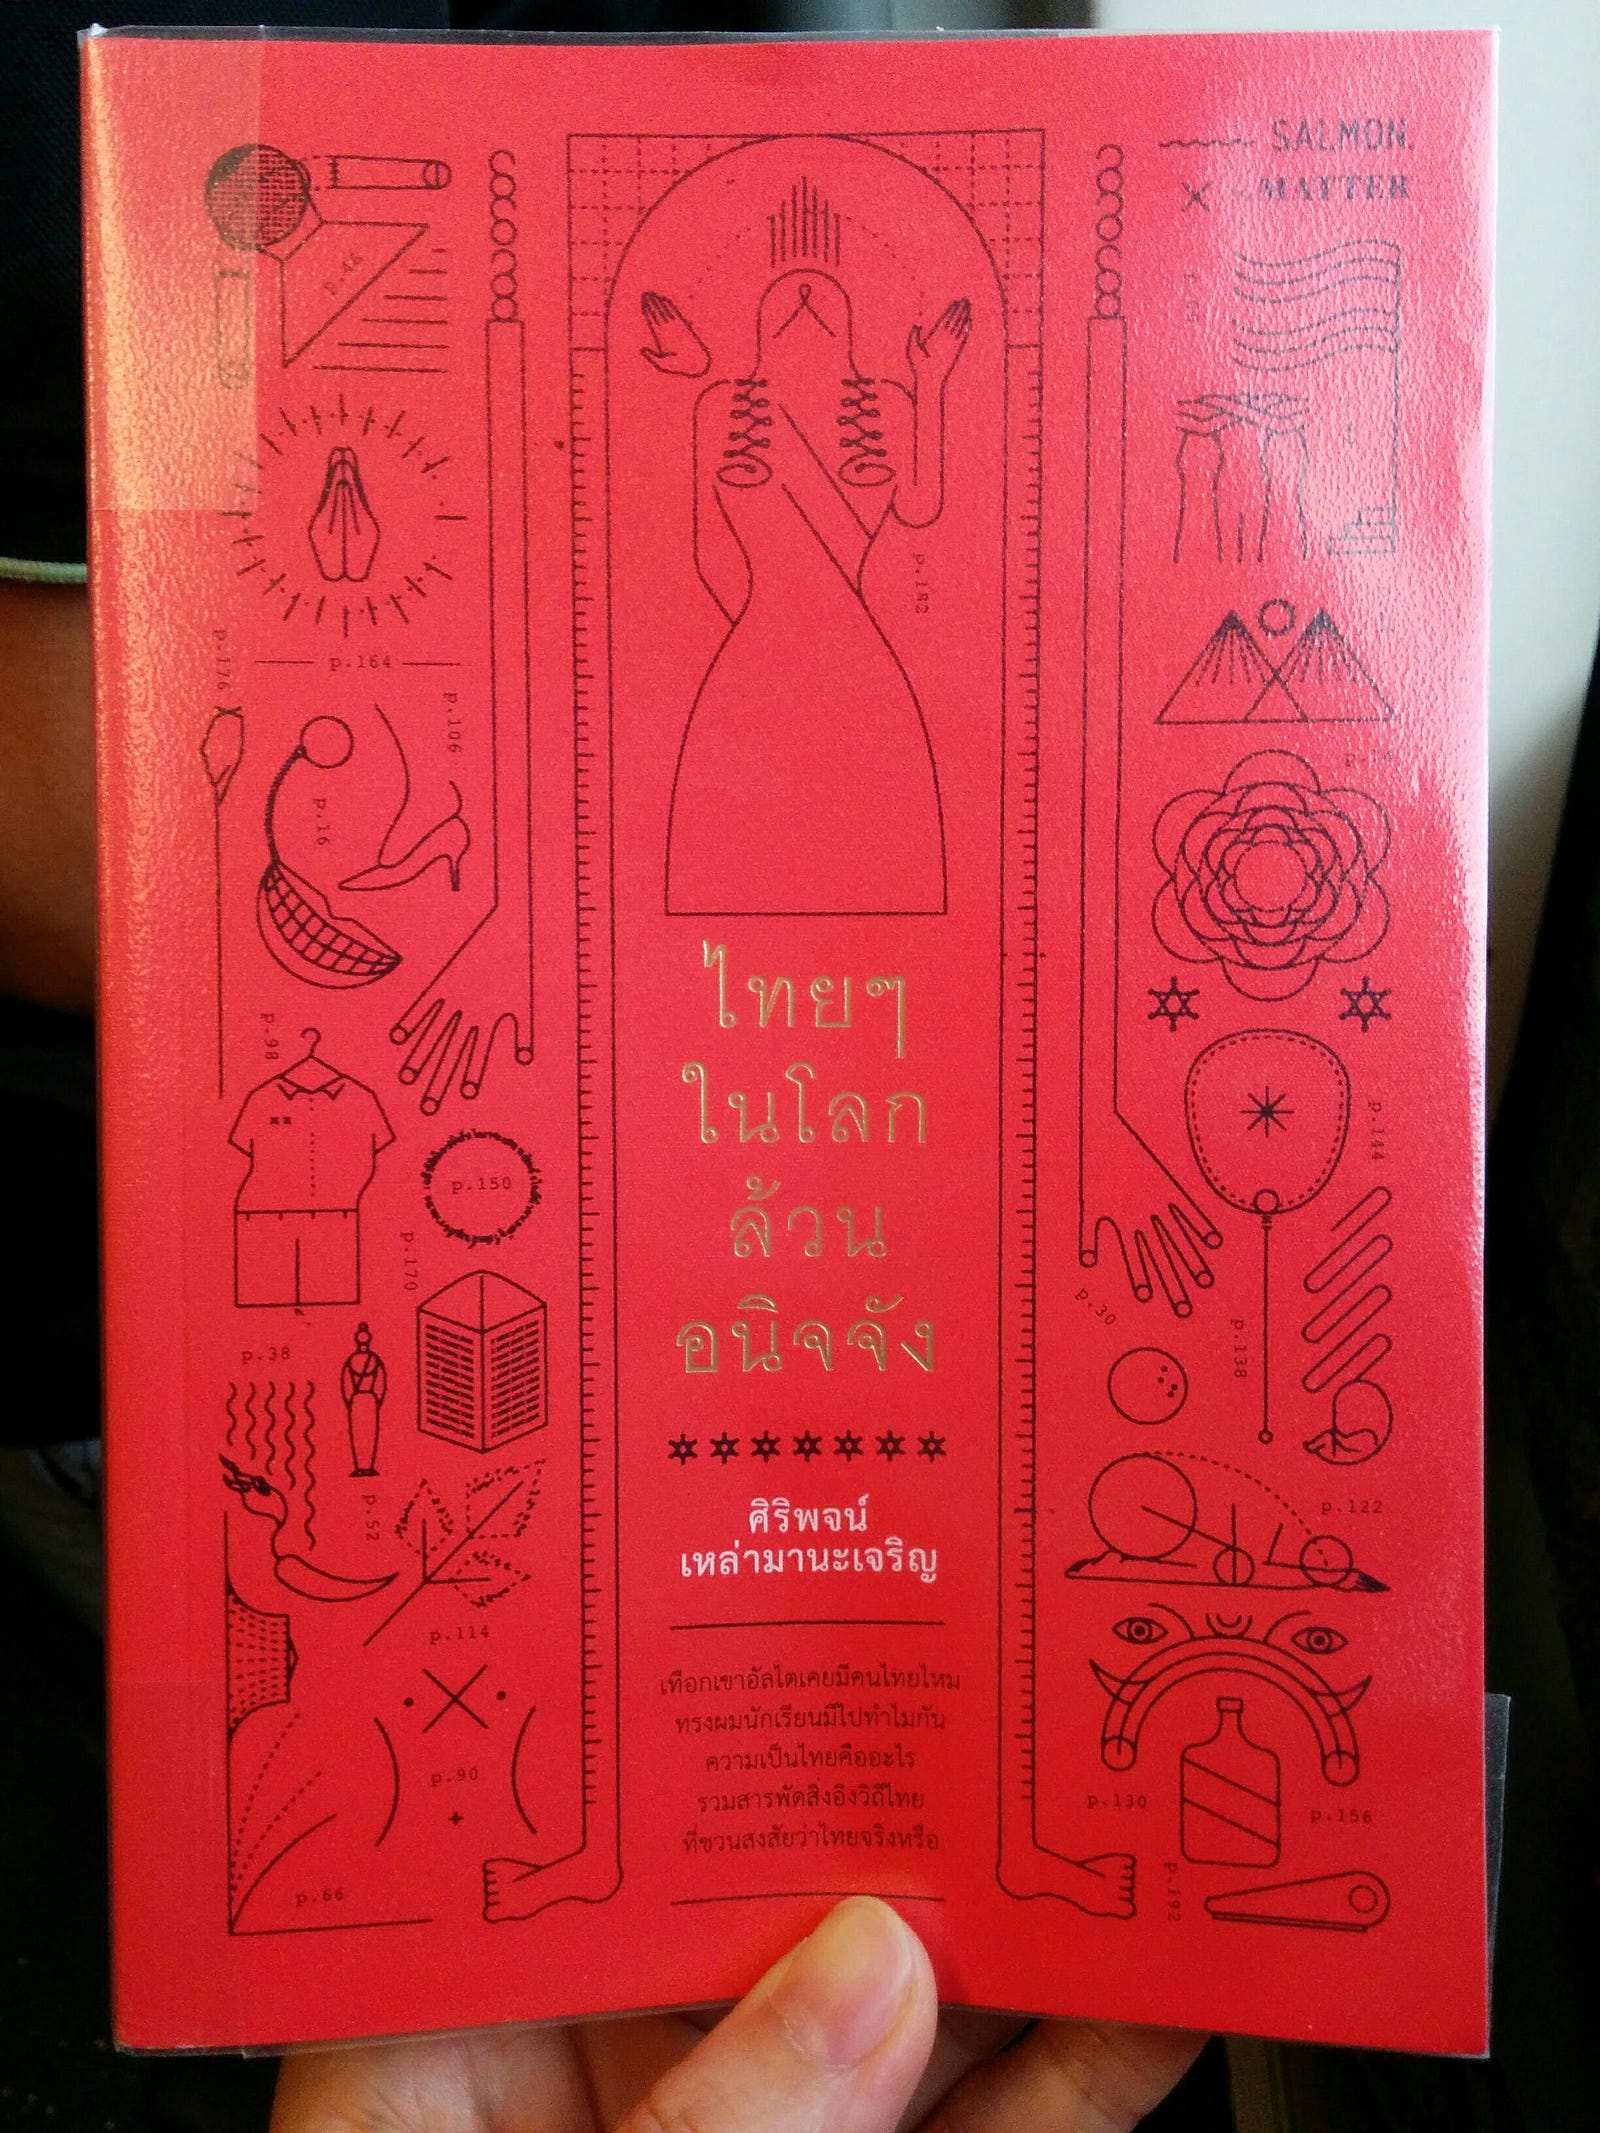 SALMON.
× MATTER
p.46
p.182
p.164
p.176
p.106
p.16
p.98
p.144
p.150
p.170
p.30
p.138
p.38
p.52
p.122
p.114
p.90
p.130
p.156
p.66
p.192
ไทยๆ
ในโลก
ล้วน
อนิจจัง
ศิริพจน์
เหล่ามานะเจริญ
เทือกเขาอัลไตเคยมีคนไทยไหม
ทรงผมนักเรียนมีไปทำไมกัน
ความเป็นไทยคืออะไร
รวมสารพัดสิ่งอิงวิถีไทย
ที่ชวนสงสัยว่าไทยจริงหรือ